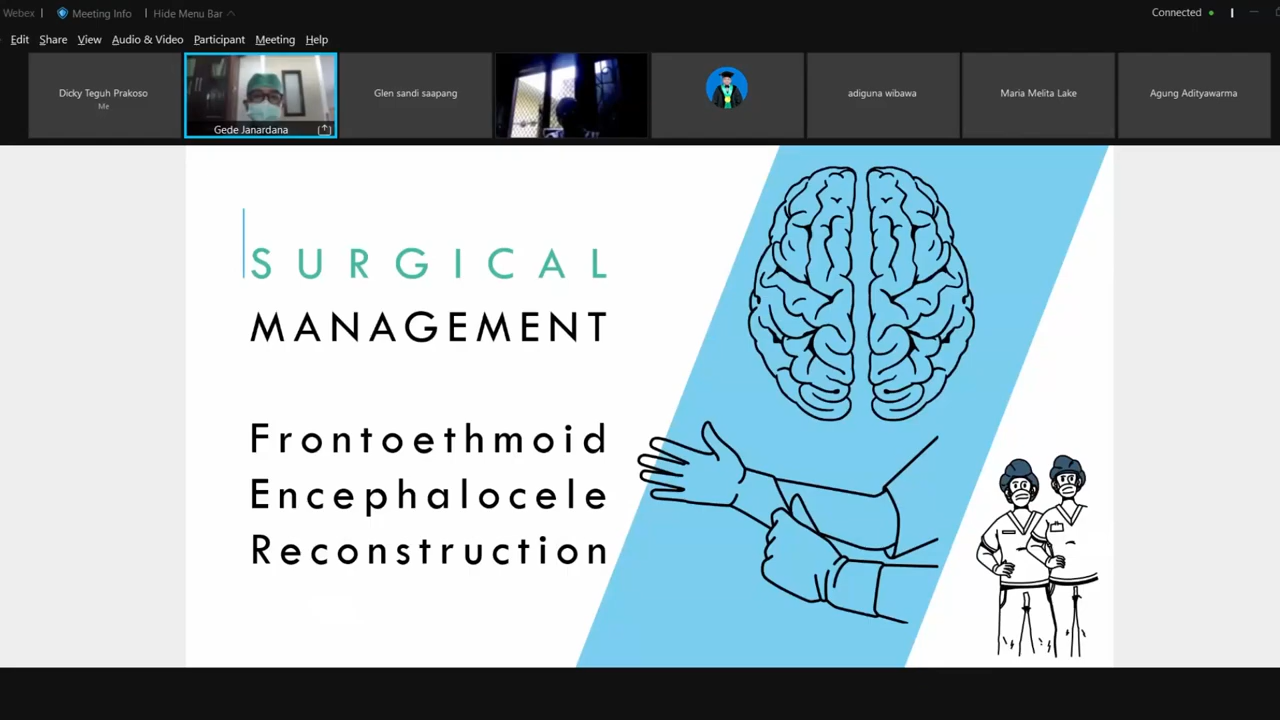 Webex
Meeting Info
Hide Menu Bar
Connected
Edit Share View Audio & Video Participant Meeting Help
Dicky Teguh Prakoso
Me
Gede Janardana
Glen sandi saapang
adiguna wibawa
Maria Melita Lake
Agung Adityawarma
SURGICAL
MANAGEMENT
Frontoethmoid
Encephalocele
Reconstruction